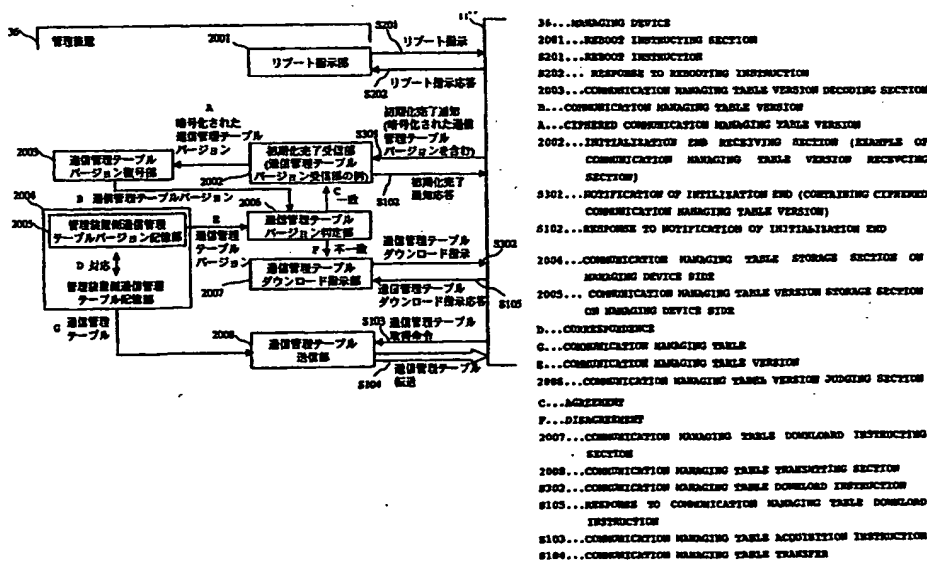 36
管理装置
2001
S201
リブート指示
リブート指示部
リブート指示応答
S202
A
暗号化された
通信管理テーブル
バージョン
S301
初期化完了通知
(暗号化された通信
管理テーブル
バージョンを含む)
2003
通信管理テーブル
バージョン復号部
初期化完了受信部
(通信管理テーブル
バージョン受信部の例)
2002
初期化完了
通知応答
S102
B 通信管理テーブルバージョン
C
一致
2006
2004
2005
管理装置側通信管理
テーブルバージョン記憶部
E
通信管理
テーブル
バージョン
通信管理テーブル
バージョン判定部
F 不一致
D 対応
管理装置側通信管理
テーブル記憶部
通信管理テーブル
ダウンロード指示
S302
通信管理テーブル
ダウンロード指示部
2007
通信管理テーブル
ダウンロード指示応答
S105
G 通信管理
テーブル
2008
通信管理テーブル
送信部
S103 通信管理テーブル
取得命令
S104
通信管理テーブル
転送
36...MANAGING DEVICE
2001...REBOOT INSTRUCTING SECTION
S201...REBOOT INSTRUCTION
S202... RESPONSE TO REBOOTING INSTRUCTION
2003...COMMUNICATION MANAGING TABLE VERSION DECODING SECTION
B...COMMUNICATION MANAGING TABLE VERSION
A...CIPHERED COMMUNICATION MANAGING TABLE VERSION
2002...INITIALIZATION END RECEIVING SECTION (EXAMPLE OF
COMMUNICATION MANAGING TABLE VERSION RECEVCING
SECTION)
S302...NOTIFICATION OF INTILIZATION END (CONTAINING CIPHERED
COMMUNICATION MANAGING TABLE VERSION)
S102...RESPONSE TO NOTIFICATION OF INITIALISATION END
2004...COMMUNICATION MANAGING TABLE STORAGE SECTION ON
MANAGING DEVICE SIDE
2005... COMMUNICATION MANAGING TABLE VERSION STORAGE SECTION
ON MANAGING DEVICE SIDE
D...CORRESPONDENCE
G...COMMUNICATION MANAGING TABLE
E...COMMUNICATION MANAGING TABLE VERSION
2006...COMMUNICATION MANAGING TABEL VERSION JUDGING SECTION
C...AGREEMENT
F...DISAGREEMENT
2007...COMMUNICATION MANAGING TABLE DOWNLOARD INSTRUCTING
SECTION
2008...COMMUNICATION MANAGING TABLE TRANSMITTING SECTION
S302...COMMUNICATION MANAGING TABLE DOWNLOAD INSTRUCTION
S105...RESPONSE TO COMMUNICATION MANAGING TABLE DOWNLOAD
INSTRUCTION
S103...COMMUNICATION MANAGING TABLE ACQUISITION INSTRUCTION
S104...COMMUNICATION MANAGING TABLE TRANSFER